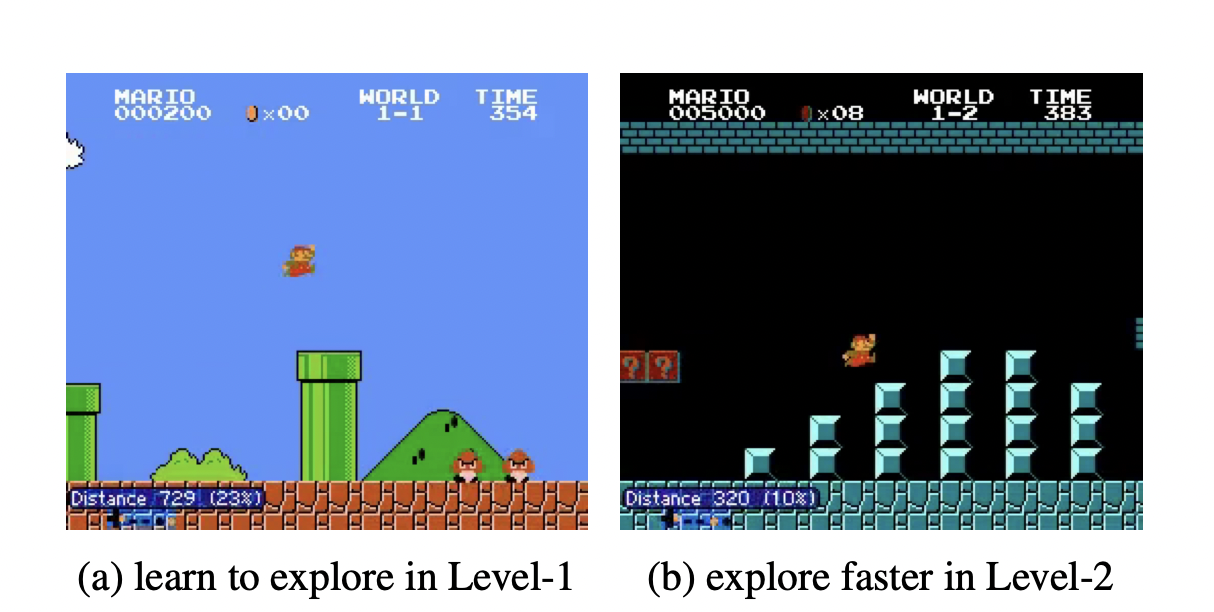 MARIO WORLD TIME
000200 ×00 1-1 354
Distance 729 (23%)
MARIO WORLD TIME
005000 ×08 1-2 383
? ?
Distance 320 (10%)
(a) learn to explore in Level-1
(b) explore faster in Level-2